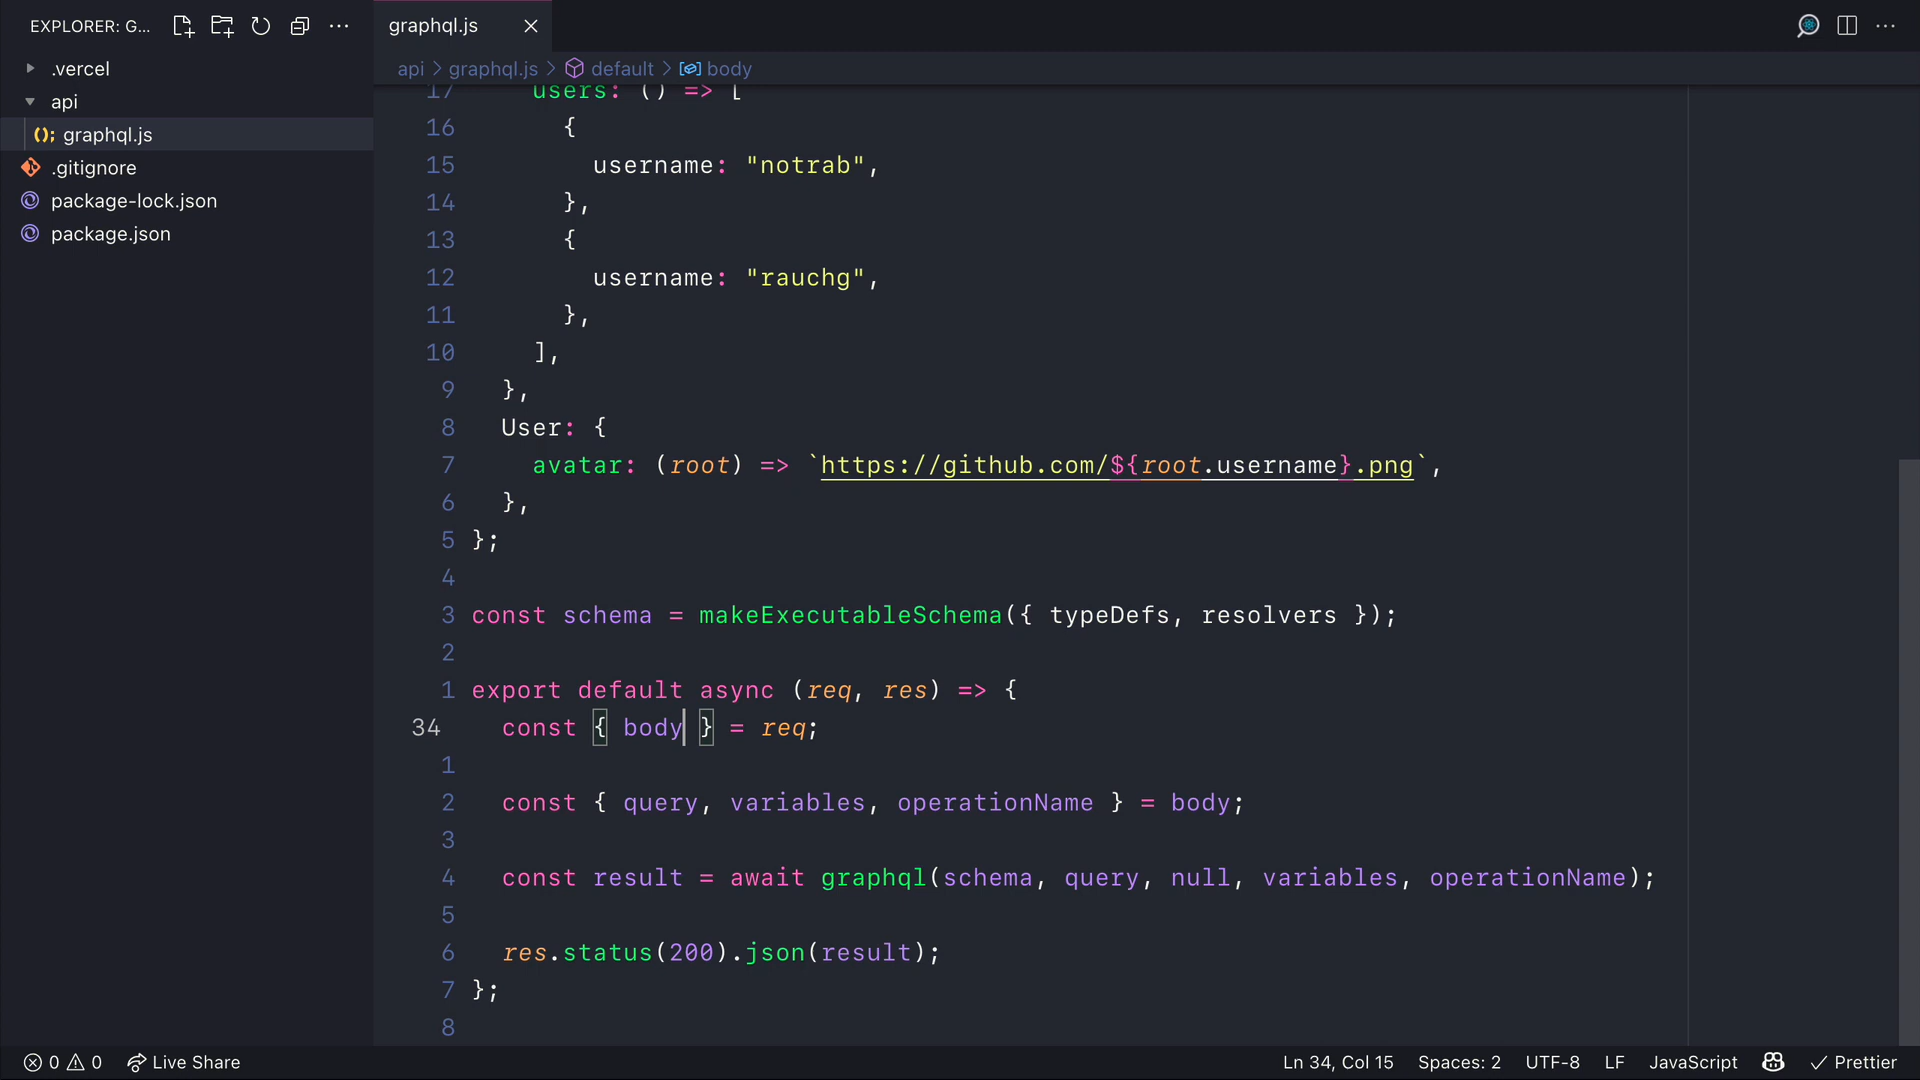 EXPLORER: G...
graphql.js
.vercel
api
graphql.js
.gitignore
package-lock.json
package.json
api > graphql.js > default > body
17     users: () => [
16       {
15         username: "notrab",
14       },
13       {
12         username: "rauchg",
11       },
10     ],
9   },
8   User: {
7     avatar: (root) => `https://github.com/${root.username}.png`,
6   },
5 };
4
3 const schema = makeExecutableSchema({ typeDefs, resolvers });
2
1 export default async (req, res) => {
34   const { body } = req;
1
2   const { query, variables, operationName } = body;
3
4   const result = await graphql(schema, query, null, variables, operationName);
5
6   res.status(200).json(result);
7 };
8
0 0 Live Share
Ln 34, Col 15 Spaces: 2 UTF-8 LF JavaScript Prettier